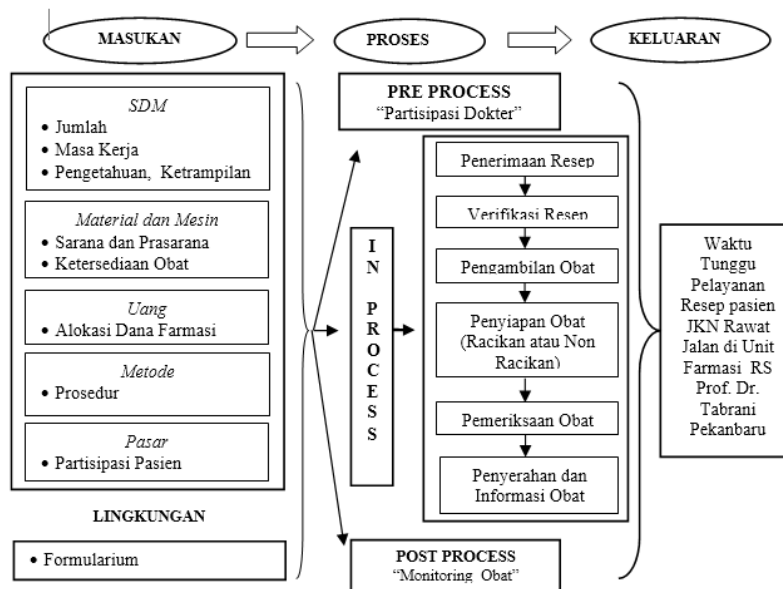 MASUKAN
PROSES
KELUARAN
SDM
• Jumlah
• Masa Kerja
• Pengetahuan, Ketrampilan
Material dan Mesin
• Sarana dan Prasarana
• Ketersediaan Obat
Uang
• Alokasi Dana Farmasi
Metode
• Prosedur
Pasar
• Partisipasi Pasien
LINGKUNGAN
• Formularium
PRE PROCESS
“Partisipasi Dokter”
I
N
P
R
O
C
E
S
S
Penerimaan Resep
Verifikasi Resep
Pengambilan Obat
Penyiapan Obat
(Racikan atau Non
Racikan)
Pemeriksaan Obat
Penyerahan dan
Informasi Obat
POST PROCESS
“Monitoring Obat”
Waktu
Tunggu
Pelayanan
Resep pasien
JKN Rawat
Jalan di Unit
Farmasi RS
Prof. Dr.
Tabrani
Pekanbaru